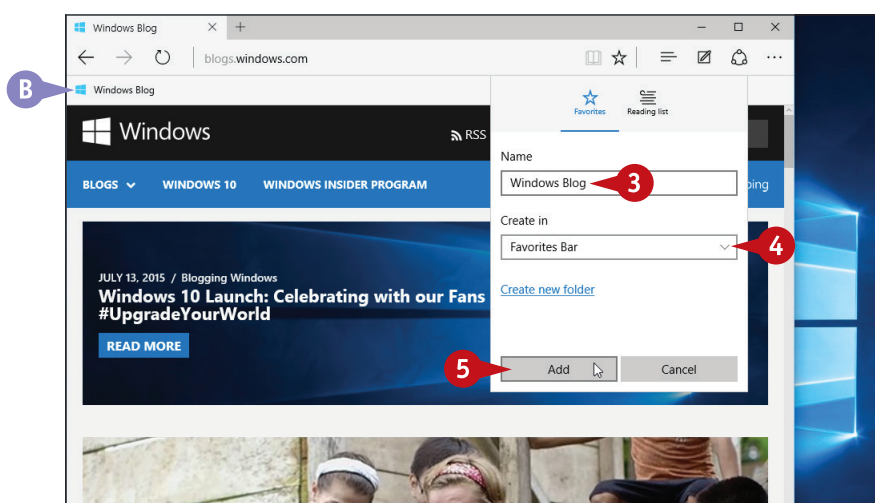 Windows Blog
blogs.windows.com
B
Windows Blog
Favorites
Reading list
Windows
RSS
Name
Windows Blog
3
BLOGS WINDOWS 10 WINDOWS INSIDER PROGRAM
Create in
Favorites Bar
4
Create new folder
JULY 13, 2015 / Blogging Windows
Windows 10 Launch: Celebrating with our Fans
#UpgradeYourWorld
READ MORE
5
Add
Cancel